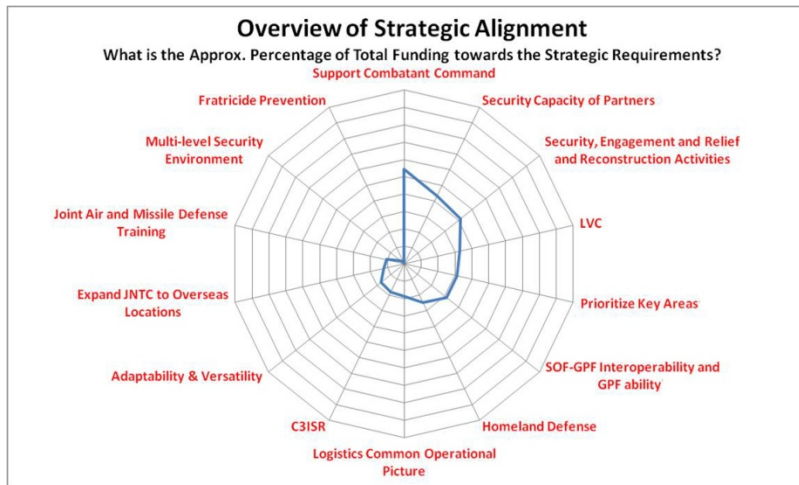 Overview of Strategic Alignment
What is the Approx. Percentage of Total Funding towards the Strategic Requirements?
Support Combatant Command
Fratricide Prevention
Security Capacity of Partners
Multi-level Security
Environment
Security, Engagement and Relief
and Reconstruction Activities
Joint Air and Missile Defense
Training
LVC
Expand JNTC to Overseas
Locations
Prioritize Key Areas
Adaptability & Versatility
SOF-GPF Interoperability and
GPF ability
C3ISR
Homeland Defense
Logistics Common Operational
Picture